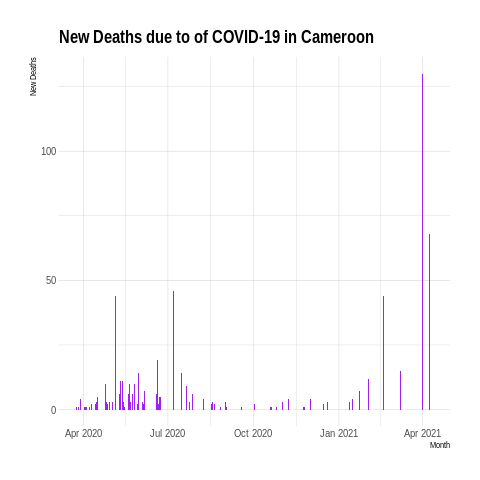 New Deaths due to of COVID-19 in Cameroon
New Deaths
100
50
0
Apr 2020 Jul 2020 Oct 2020 Jan 2021 Apr 2021
Month